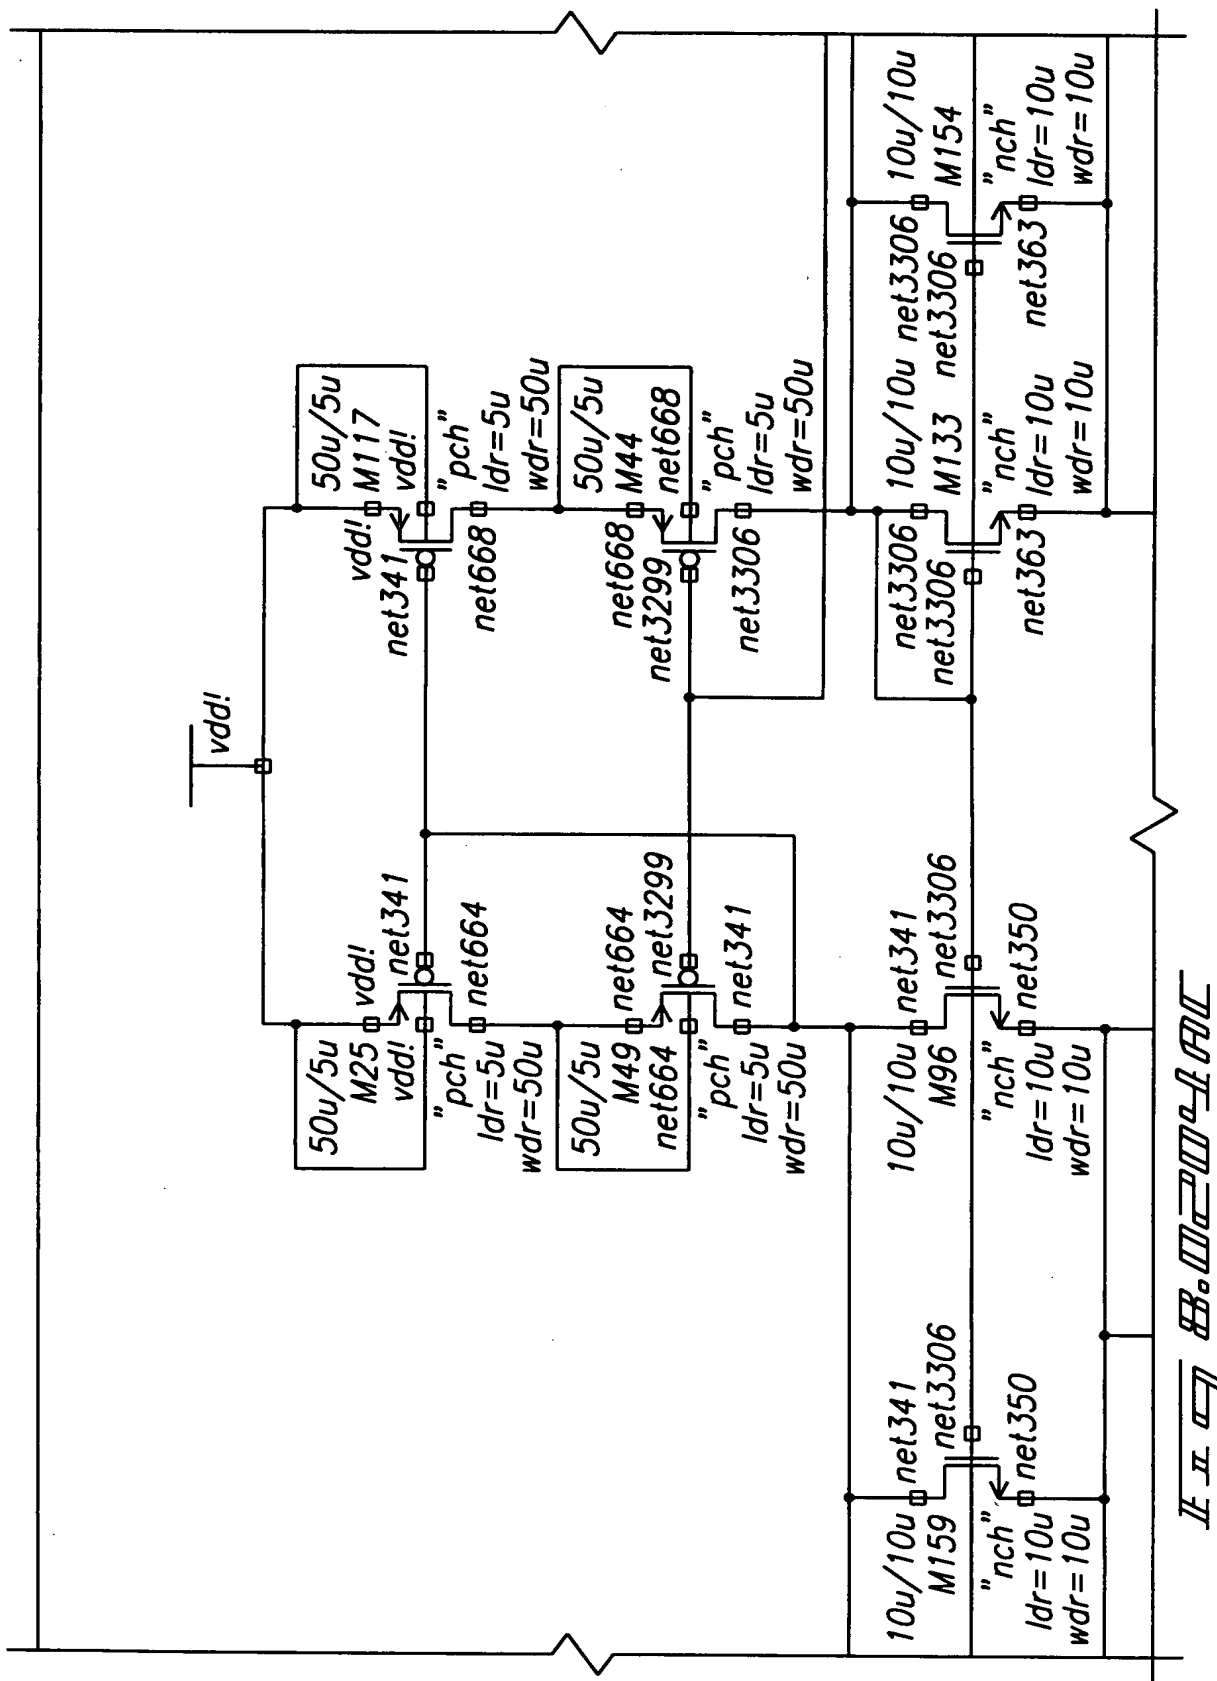 vdd!
50u/5u
M25
vdd!
vdd!
net341
"pch"
net664
ldr=5u
wdr=50u
50u/5u
M117
vdd!
vdd!
net341
"pch"
net668
ldr=5u
wdr=50u
50u/5u
M49
net664
net664
net3299
"pch"
net341
ldr=5u
wdr=50u
50u/5u
M44
net668
net668
net3299
"pch"
net3306
ldr=5u
wdr=50u
10u/10u
M159
net341
net3306
"nch"
net350
ldr=10u
wdr=10u
10u/10u
M96
net341
net3306
"nch"
net350
ldr=10u
wdr=10u
10u/10u
M133
net3306
net3306
"nch"
net363
ldr=10u
wdr=10u
10u/10u
M154
net3306
net3306
"nch"
net363
ldr=10u
wdr=10u